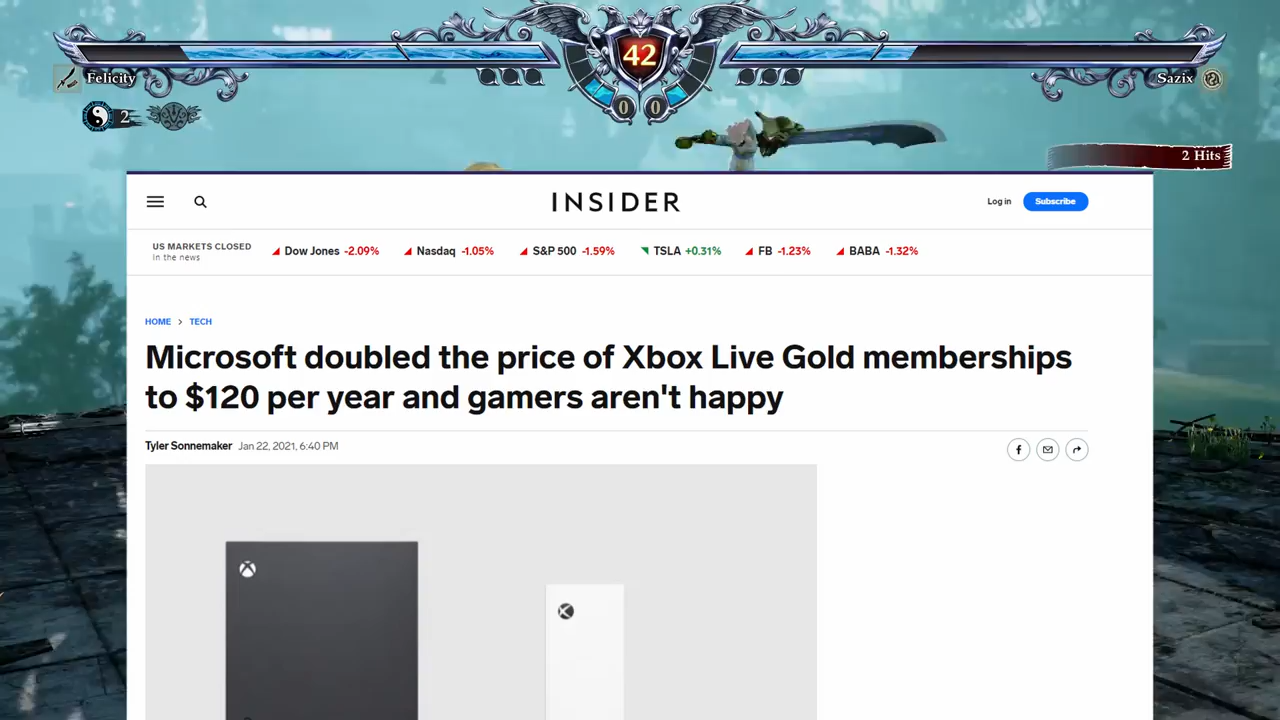 42
Felicity
Sazix
0 0
2
2 Hits
INSIDER
Log in
Subscribe
US MARKETS CLOSED
In the news
Dow Jones -2.09%
Nasdaq -1.05%
S&P 500 -1.59%
TSLA +0.31%
FB -1.23%
BABA -1.32%
HOME > TECH
Microsoft doubled the price of Xbox Live Gold memberships
to $120 per year and gamers aren't happy
Tyler Sonnemaker Jan 22, 2021, 6:40 PM